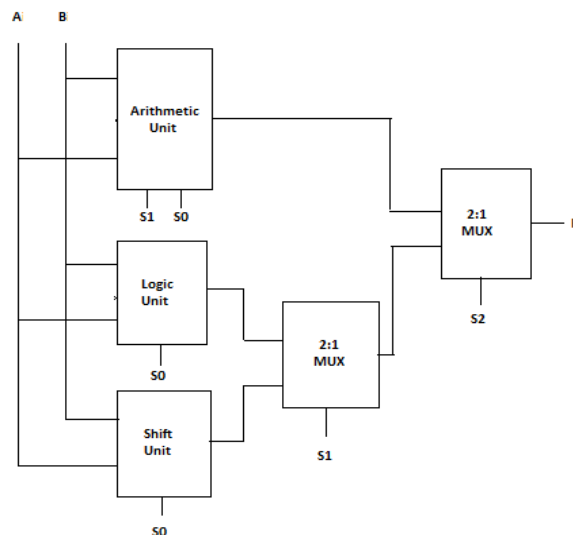 A B
Arithmetic
Unit
S1 S0
2:1
MUX
S2
Logic
Unit
S0
2:1
MUX
S1
Shift
Unit
S0